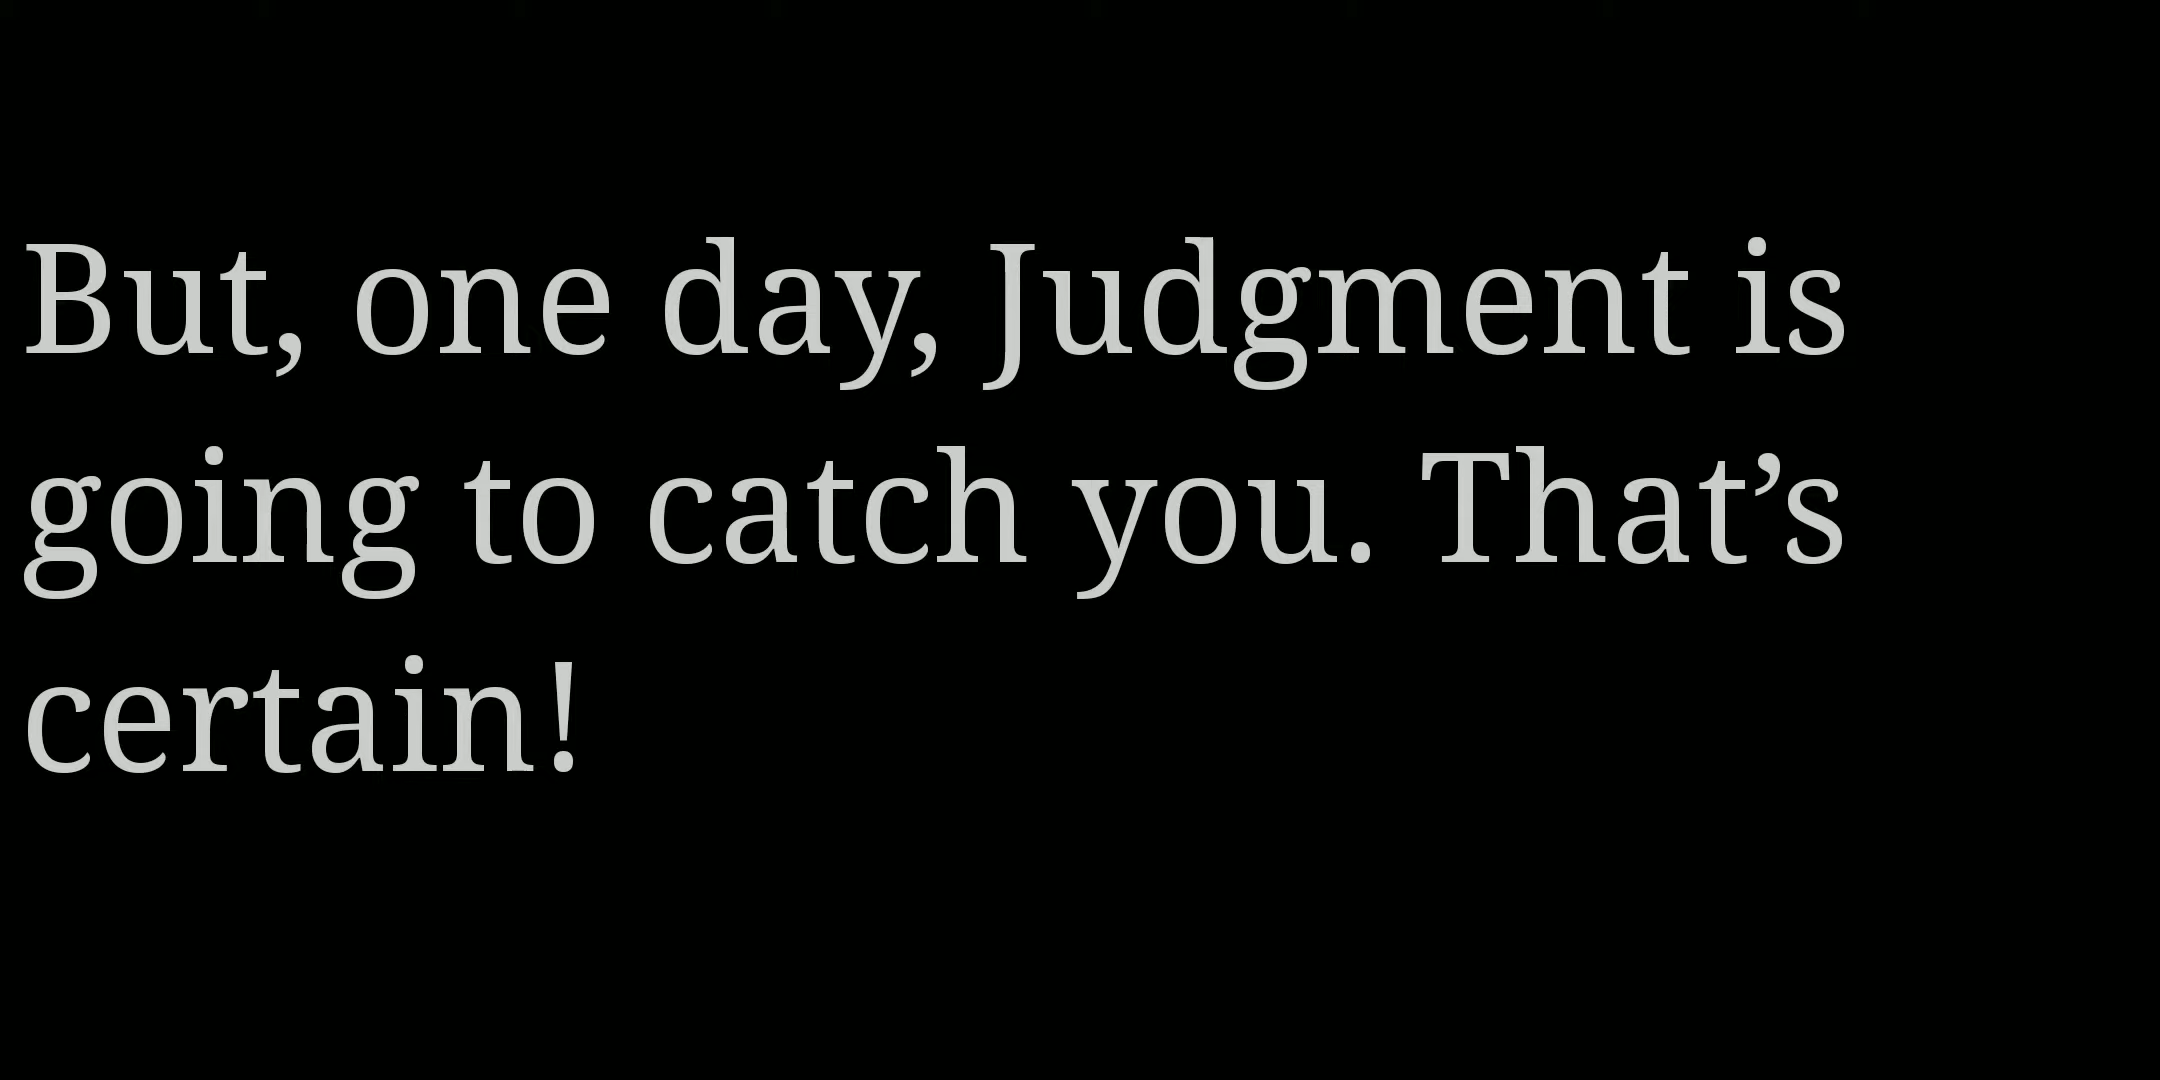 But, one day, Judgment is
going to catch you. That’s
certain!